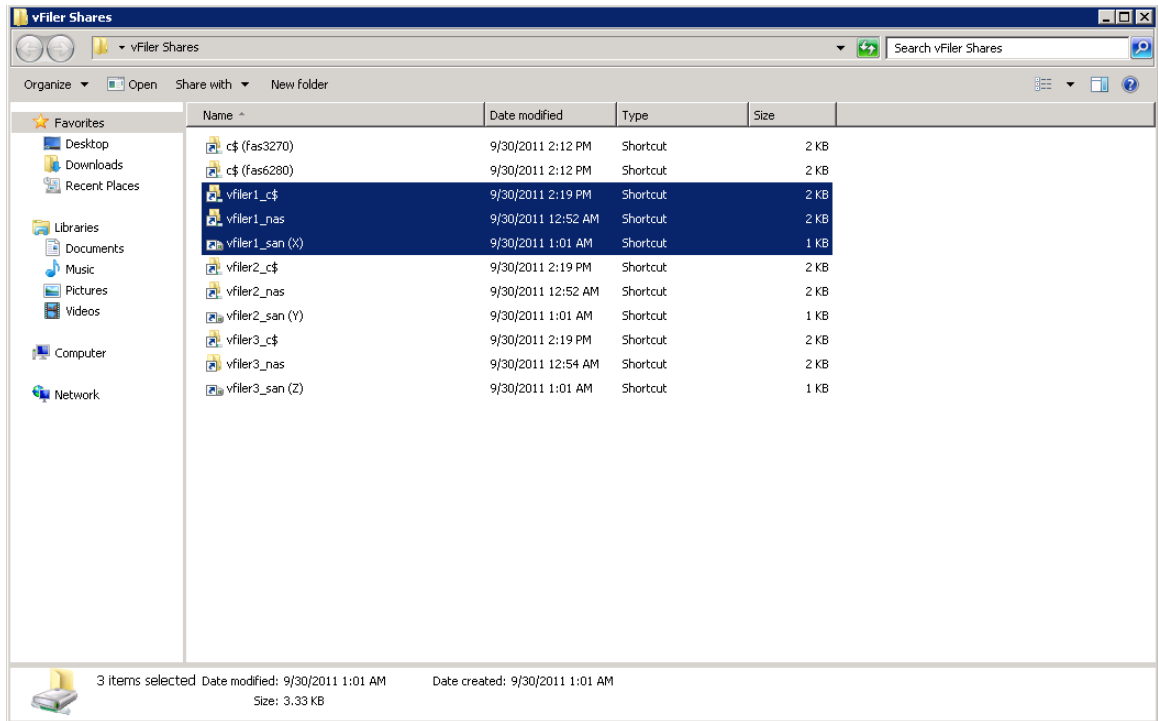 vFiler Shares
vFiler Shares
Search vFiler Shares
Organize Open Share with New folder
Favorites
Desktop
Downloads
Recent Places
Libraries
Documents
Music
Pictures
Videos
Computer
Network
Name Date modified Type Size
c$ (fas3270) 9/30/2011 2:12 PM Shortcut 2 KB
c$ (fas6280) 9/30/2011 2:12 PM Shortcut 2 KB
vfiler1_c$ 9/30/2011 2:19 PM Shortcut 2 KB
vfiler1_nas 9/30/2011 12:52 AM Shortcut 2 KB
vfiler1_san (X) 9/30/2011 1:01 AM Shortcut 1 KB
vfiler2_c$ 9/30/2011 2:19 PM Shortcut 2 KB
vfiler2_nas 9/30/2011 12:52 AM Shortcut 2 KB
vfiler2_san (Y) 9/30/2011 1:01 AM Shortcut 1 KB
vfiler3_c$ 9/30/2011 2:19 PM Shortcut 2 KB
vfiler3_nas 9/30/2011 12:54 AM Shortcut 2 KB
vfiler3_san (Z) 9/30/2011 1:01 AM Shortcut 1 KB
3 items selected Date modified: 9/30/2011 1:01 AM Date created: 9/30/2011 1:01 AM
Size: 3.33 KB